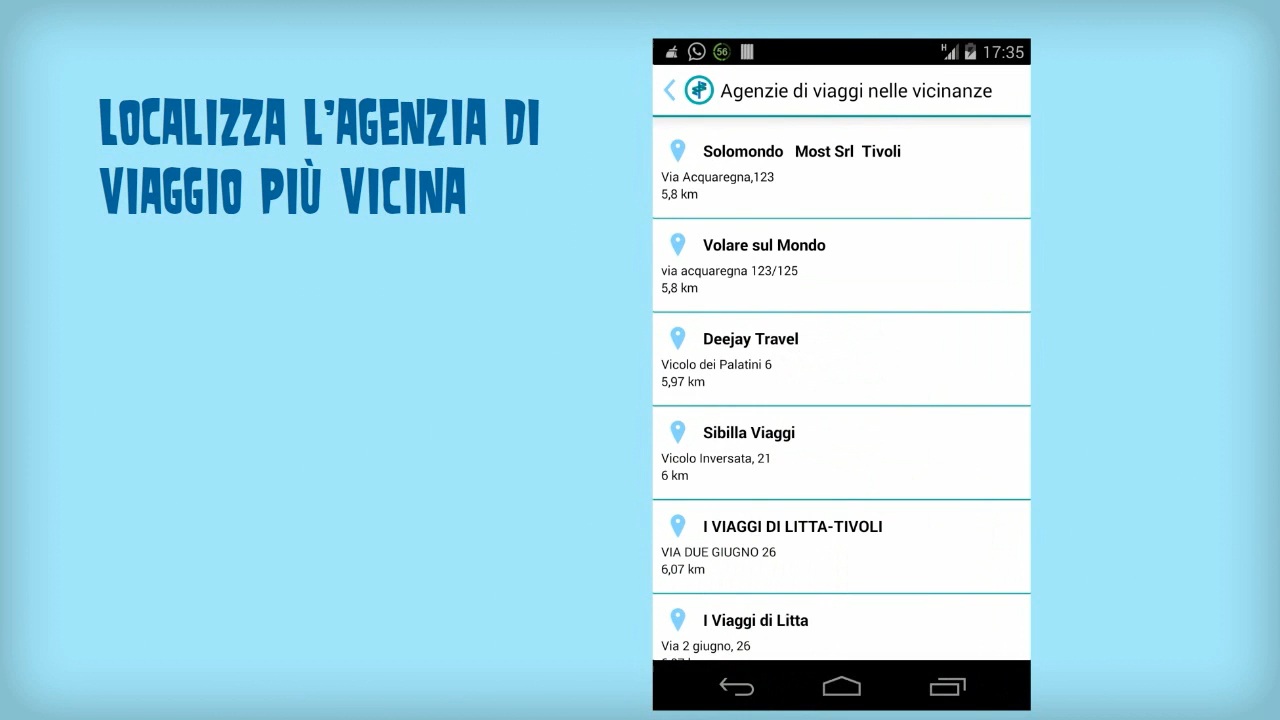 LOCALIZZA L'AGENZIA DI
VIAGGIO PIÙ VICINA
56
H
17:35
Agenzie di viaggi nelle vicinanze
Solomondo Most Srl Tivoli
Via Acquaregna,123
5,8 km
Volare sul Mondo
via acquaregna 123/125
5,8 km
Deejay Travel
Vicolo dei Palatini 6
5,97 km
Sibilla Viaggi
Vicolo Inversata, 21
6 km
I VIAGGI DI LITTA-TIVOLI
VIA DUE GIUGNO 26
6,07 km
I Viaggi di Litta
Via 2 giugno, 26